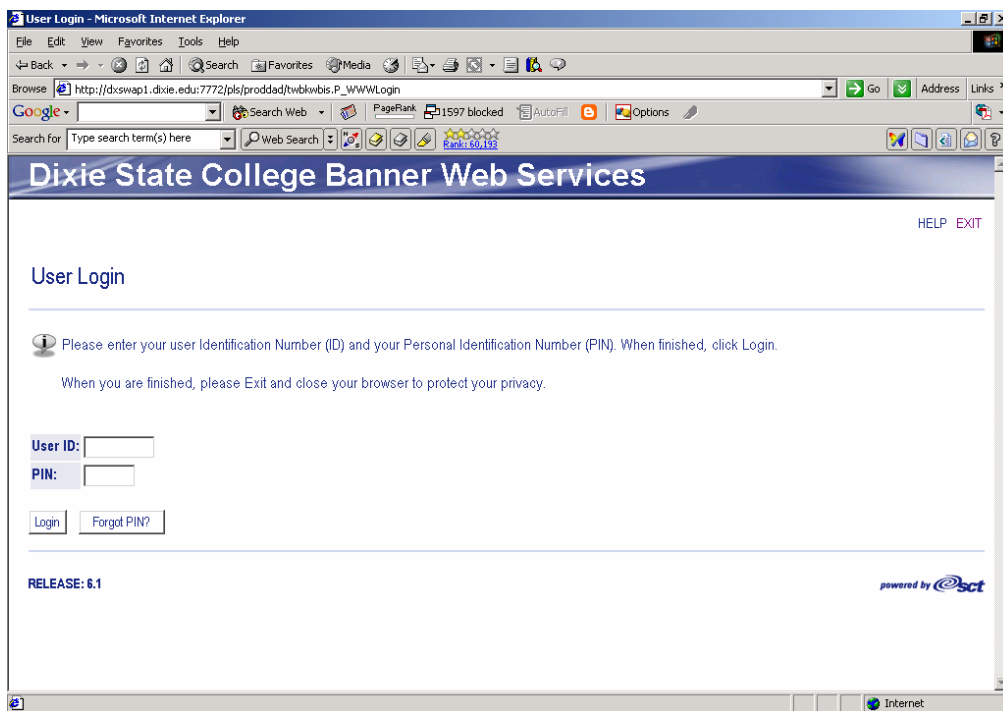 User Login - Microsoft Internet Explorer
File Edit View Favorites Tools Help
Back Search Favorites Media
Browse http://dxswap1.dixie.edu:7772/pls/proddad/twbkwbis.P_WWWLogin Go Address Links
Google Search Web PageRank 1597 blocked AutoFill Options
Search for Type search term(s) here Web Search Rank: 60,193
Dixie State College Banner Web Services
HELP EXIT
User Login
Please enter your user Identification Number (ID) and your Personal Identification Number (PIN). When finished, click Login.
When you are finished, please Exit and close your browser to protect your privacy.
User ID:
PIN:
Login Forgot PIN?
RELEASE: 6.1
powered by sct
Internet